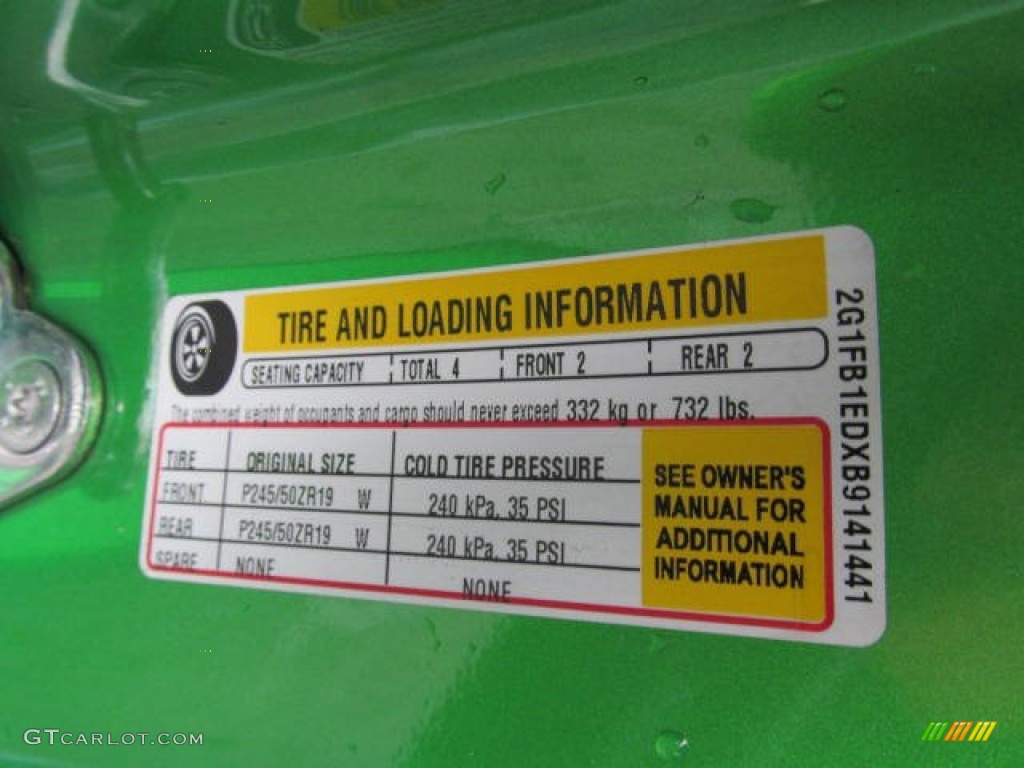 TIRE AND LOADING INFORMATION
SEATING CAPACITY TOTAL 4 FRONT 2 REAR 2
The combined weight of occupants and cargo should never exceed 332 kg or 732 lbs.
TIRE ORIGINAL SIZE COLD TIRE PRESSURE
FRONT P245/50ZR19 W 240 kPa, 35 PSI
REAR P245/50ZR19 W 240 kPa, 35 PSI
SPARE NONE NONE
SEE OWNER'S
MANUAL FOR
ADDITIONAL
INFORMATION
2G1FB1EDXB9141441
GTCARLOT.COM